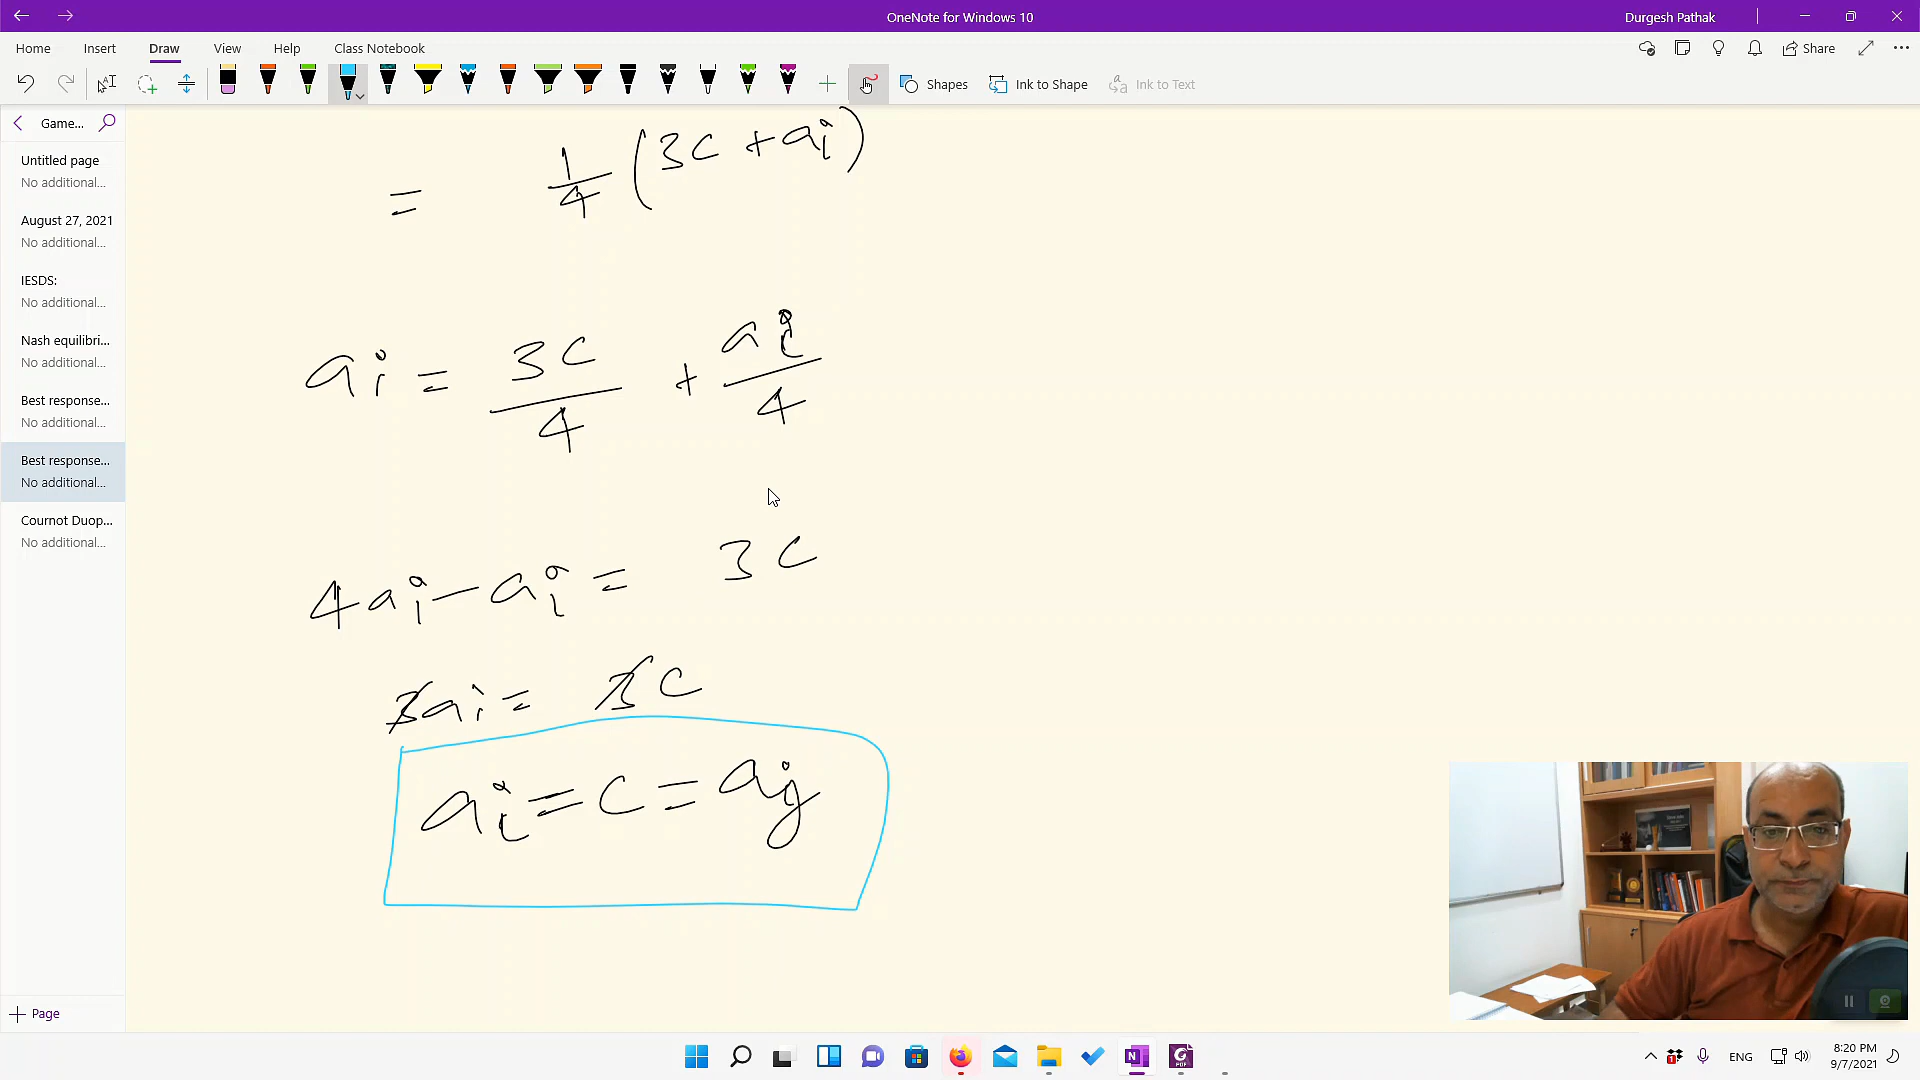 OneNote for Windows 10
Durgesh Pathak
Home Insert Draw View Help Class Notebook
Share
Shapes Ink to Shape Ink to Text
Game...
Untitled page
No additional...
August 27, 2021
No additional...
IESDS:
No additional...
Nash equilibri...
No additional...
Best response...
No additional...
Best response...
No additional...
Cournot Duop...
No additional...
Page
= 1/4 (3c + ai)
ai = 3c/4 + ai/4
4ai - ai = 3c
3ai = 3c
ai = c = aj
ENG
8:20 PM
9/7/2021